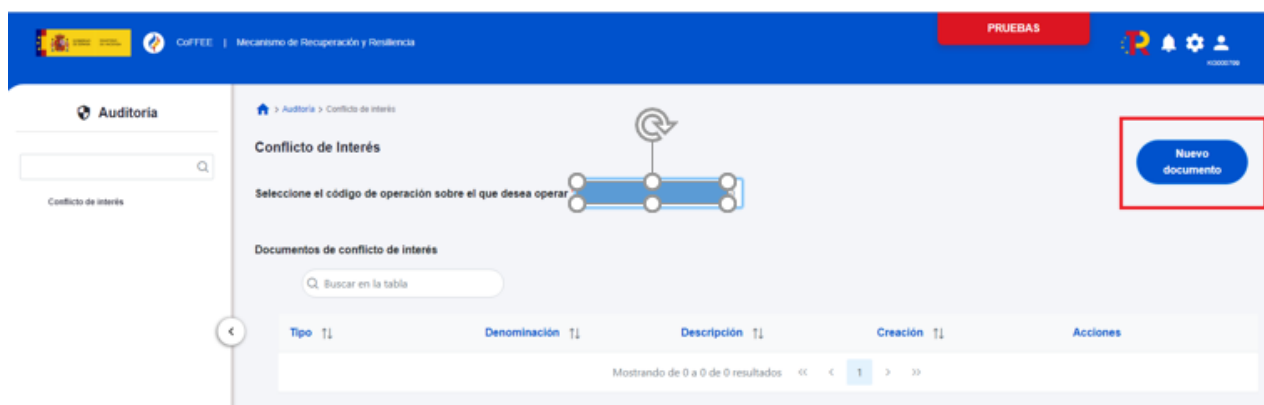 PRUEBAS
CoFFEE | Mecanismo de Recuperación y Resiliencia
Auditoría
> Auditoría > Conflicto de interés
Conflicto de Interés
Nuevo
documento
Seleccione el código de operación sobre el que desea operar
Conflicto de interés
Documentos de conflicto de interés
Buscar en la tabla
Tipo
Denominación
Descripción
Creación
Acciones
Mostrando de 0 a 0 de 0 resultados << < 1 > >>